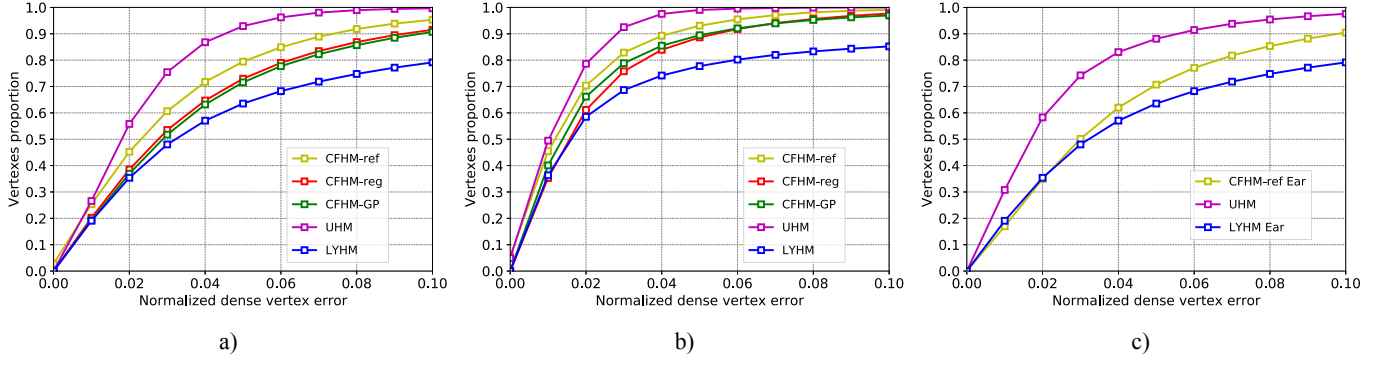 1.0
0.9
0.8
0.7
0.6
0.5
0.4
0.3
0.2
0.1
0.0
Vertexes proportion
CFHM-ref
CFHM-reg
CFHM-GP
UHM
LYHM
0.00 0.02 0.04 0.06 0.08 0.10
Normalized dense vertex error
a)
1.0
0.9
0.8
0.7
0.6
0.5
0.4
0.3
0.2
0.1
0.0
Vertexes proportion
CFHM-ref
CFHM-reg
CFHM-GP
UHM
LYHM
0.00 0.02 0.04 0.06 0.08 0.10
Normalized dense vertex error
b)
1.0
0.9
0.8
0.7
0.6
0.5
0.4
0.3
0.2
0.1
0.0
Vertexes proportion
CFHM-ref Ear
UHM
LYHM Ear
0.00 0.02 0.04 0.06 0.08 0.10
Normalized dense vertex error
c)